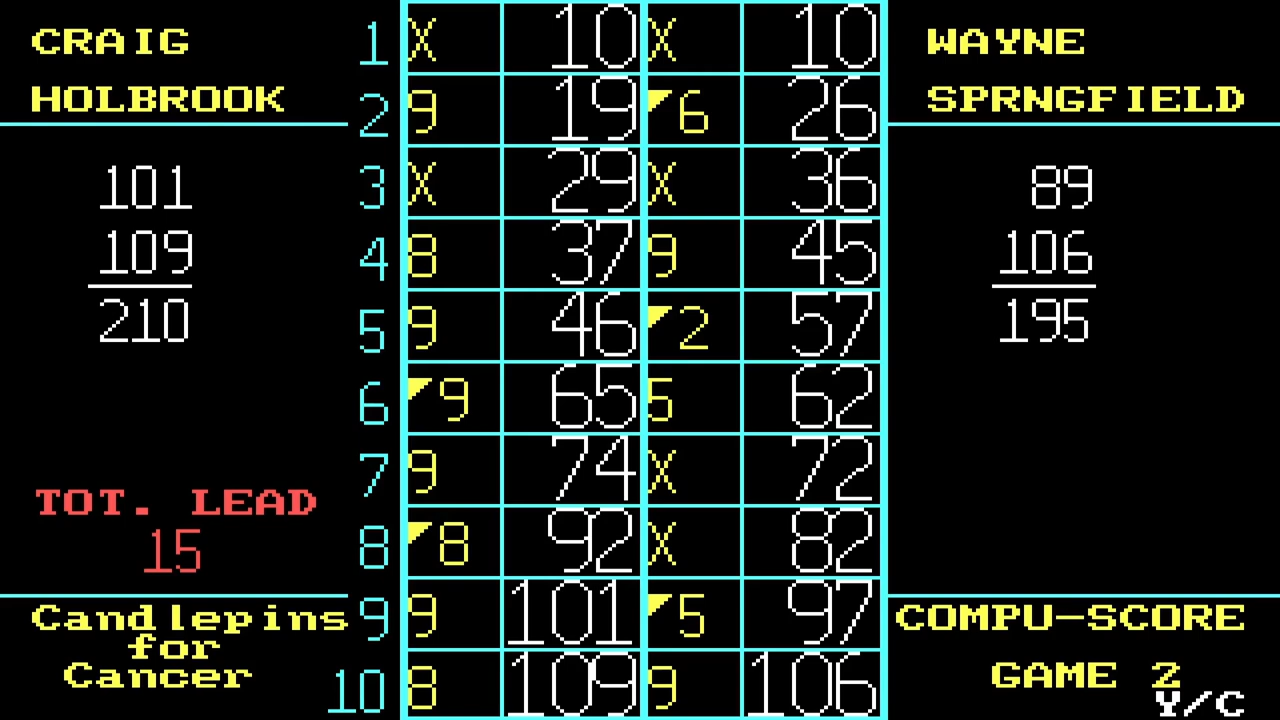 CRAIG
HOLBROOK
101
109
210
TOT. LEAD
15
Candlepins
for
Cancer
1 X 10 X 10
2 9 19 6 26
3 X 29 X 36
4 8 37 9 45
5 9 46 2 57
6 9 65 5 62
7 9 74 X 72
8 8 92 X 82
9 9 101 5 97
10 8 109 9 106
WAYNE
SPRNGFIELD
89
106
195
COMPU-SCORE
GAME 2
Y/C